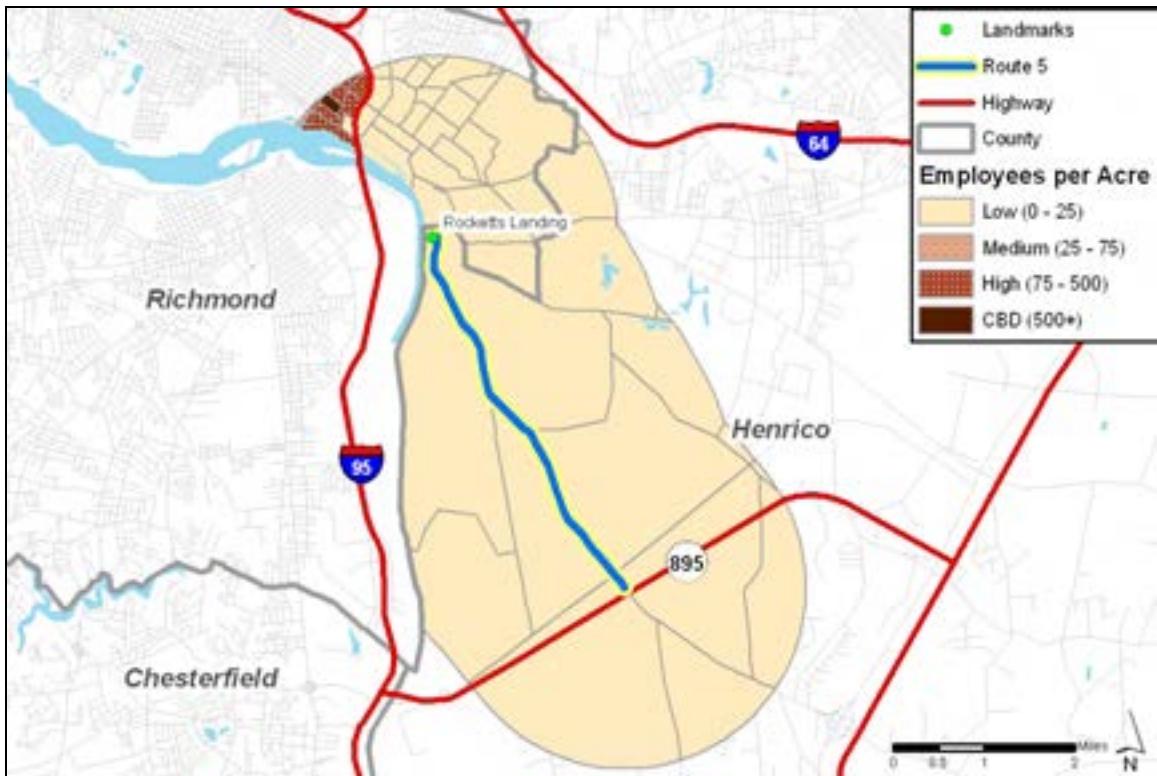 Landmarks
Route 5
Highway
County
Employees per Acre
Low (0 - 25)
Medium (25 - 75)
High (75 - 500)
CBD (500+)
64
Rocketts Landing
Richmond
Henrico
95
895
Chesterfield
Miles
0 0.5 1 2
N